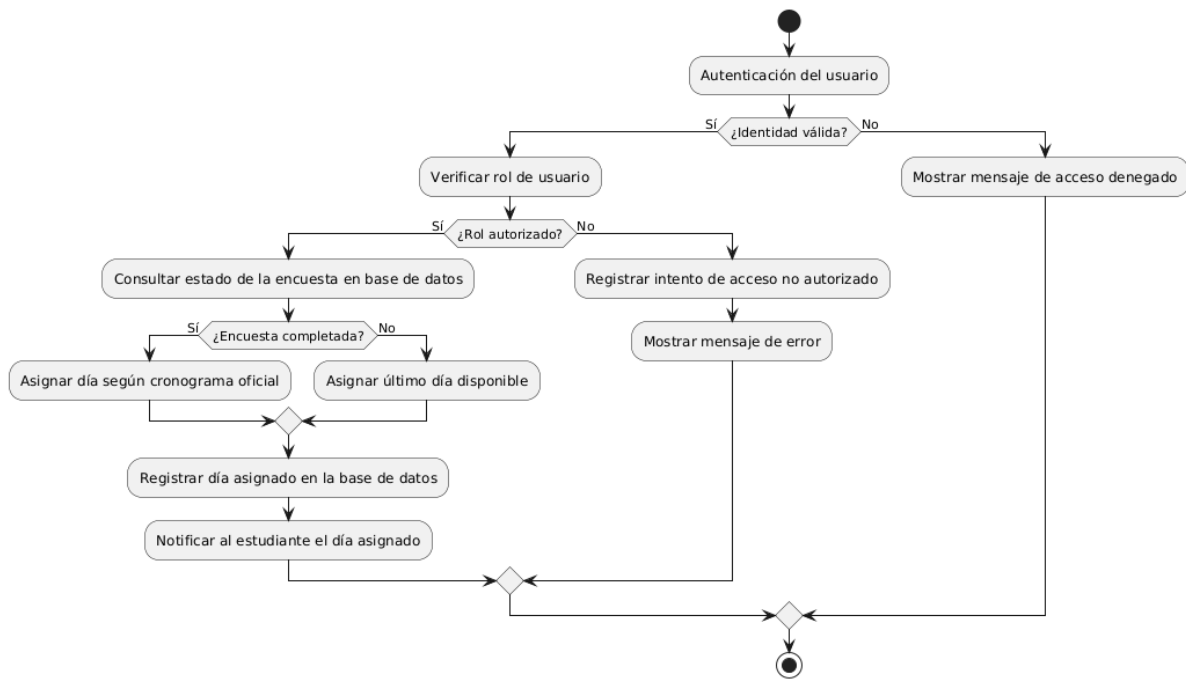 Autenticación del usuario
Sí
¿Identidad válida?
No
Verificar rol de usuario
Mostrar mensaje de acceso denegado
Sí
¿Rol autorizado?
No
Consultar estado de la encuesta en base de datos
Registrar intento de acceso no autorizado
Sí
¿Encuesta completada?
No
Mostrar mensaje de error
Asignar día según cronograma oficial
Asignar último día disponible
Registrar día asignado en la base de datos
Notificar al estudiante el día asignado